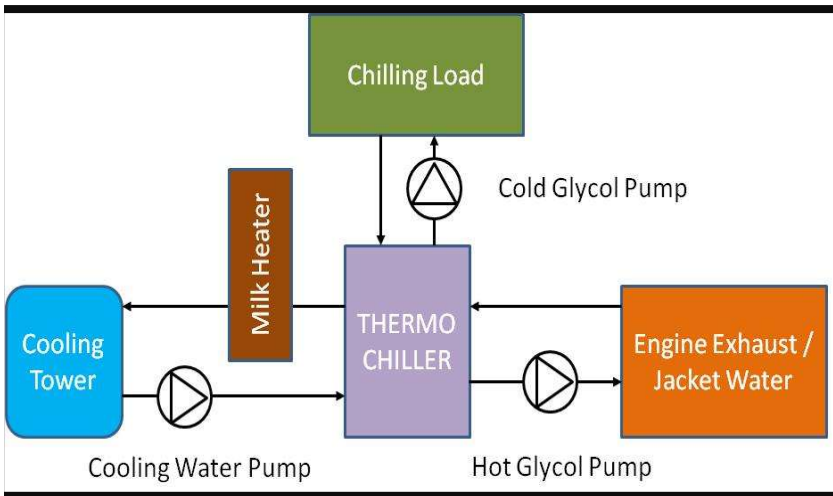 Chilling Load
Cold Glycol Pump
Milk Heater
Cooling
Tower
THERMO
CHILLER
Engine Exhaust /
Jacket Water
Cooling Water Pump
Hot Glycol Pump